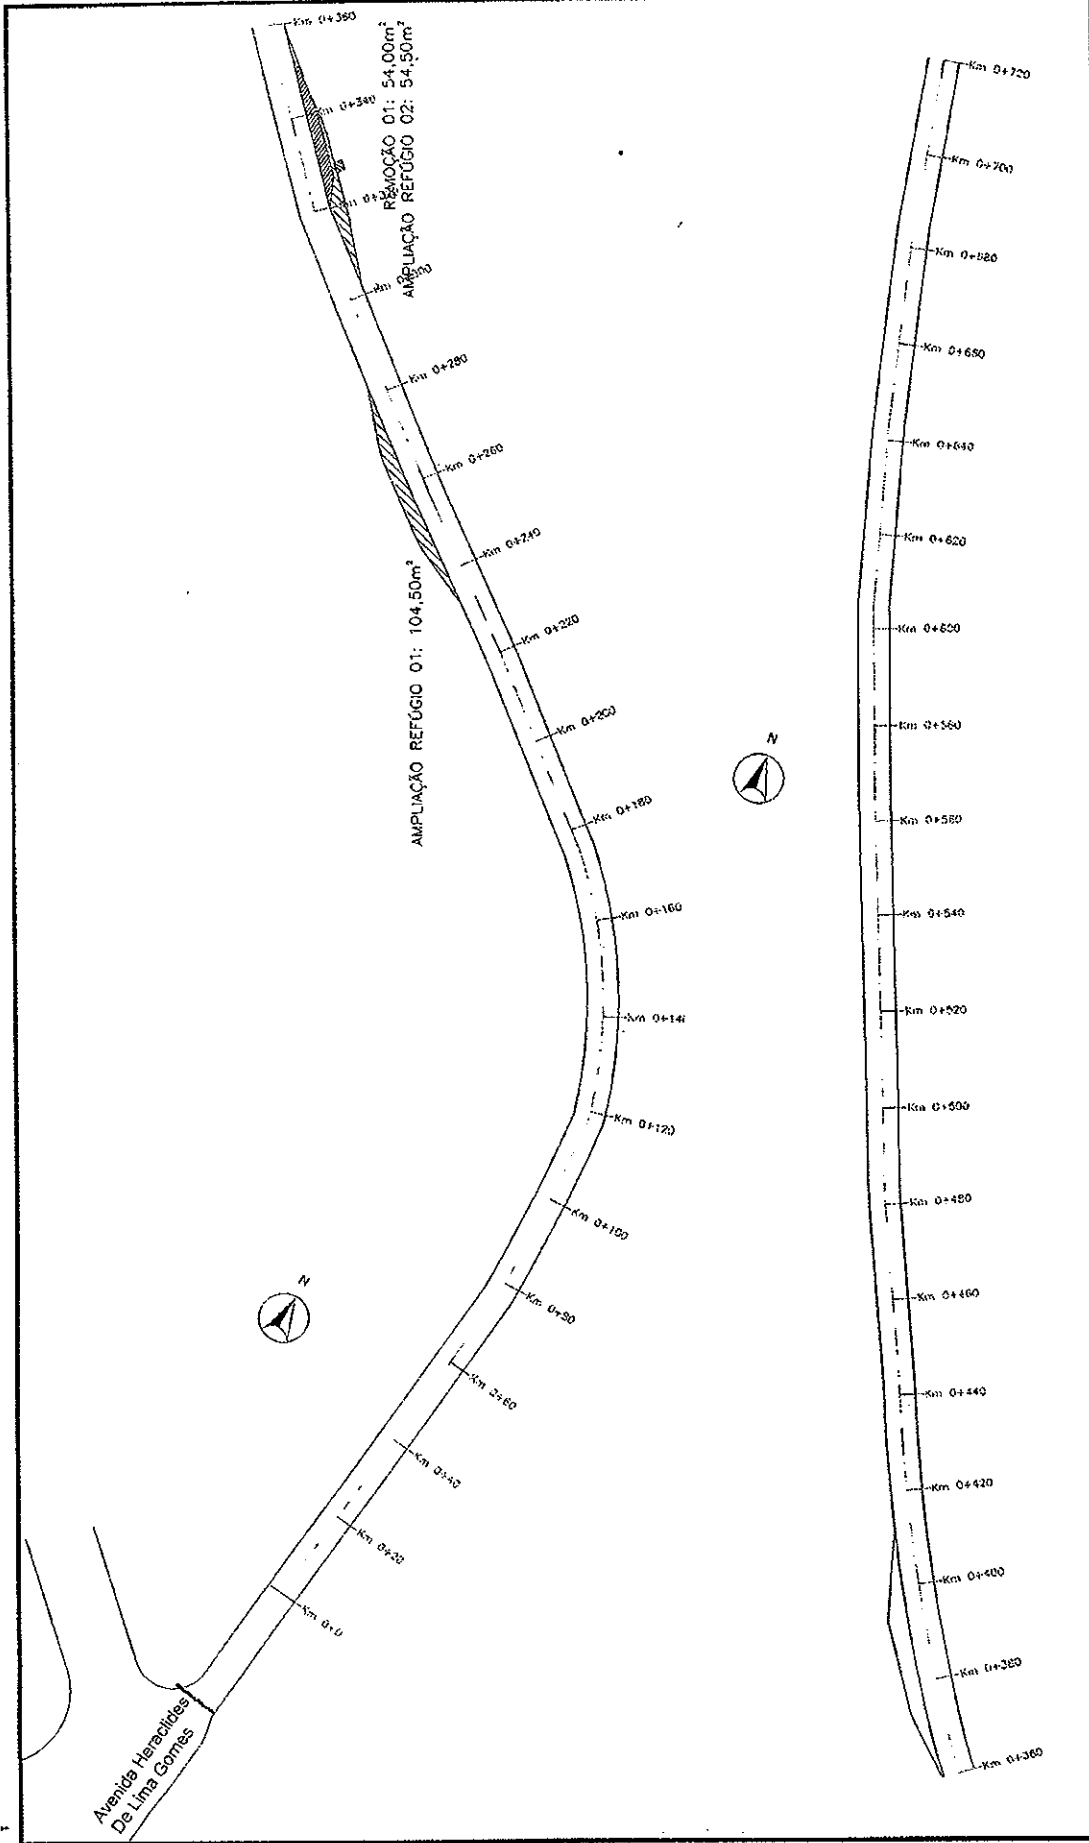 Km 0+360
Km 0+340
REMOÇÃO 01: 54,00m²
AMPLIAÇÃO REFÚGIO 02: 54,50m²
Km 0+280
Km 0+260
Km 0+240
Km 0+220
Km 0+200
Km 0+180
Km 0+160
Km 0+14
Km 0+120
Km 0+100
Km 0+80
Km 0+40
Km 0+20
Km 0+0
AMPLIAÇÃO REFÚGIO 01: 104,50m²
N
Avenida Heraclides
De Lima Gomes
N
Km 0+720
Km 0+700
Km 0+680
Km 0+660
Km 0+640
Km 0+620
Km 0+600
Km 0+580
Km 0+560
Km 0+540
Km 0+520
Km 0+500
Km 0+480
Km 0+460
Km 0+440
Km 0+420
Km 0+400
Km 0+380
Km 0+360